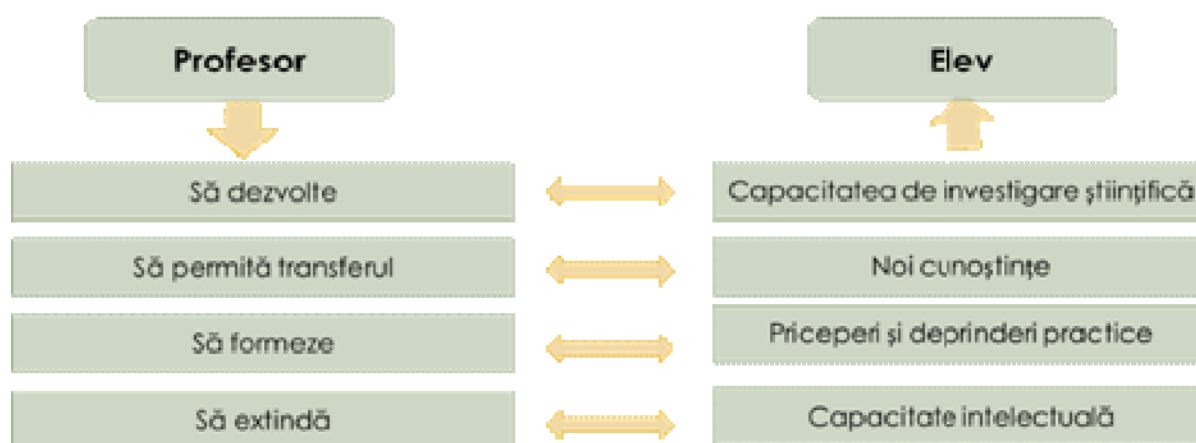 Profesor
Elev
Să dezvolte
Capacitatea de investigare științifică
Să permită transferul
Noi cunoștințe
Să formeze
Priceperi și deprinderi practice
Să extindă
Capacitate intelectuală